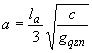 a = l_a/3 √(c/g_qzn)